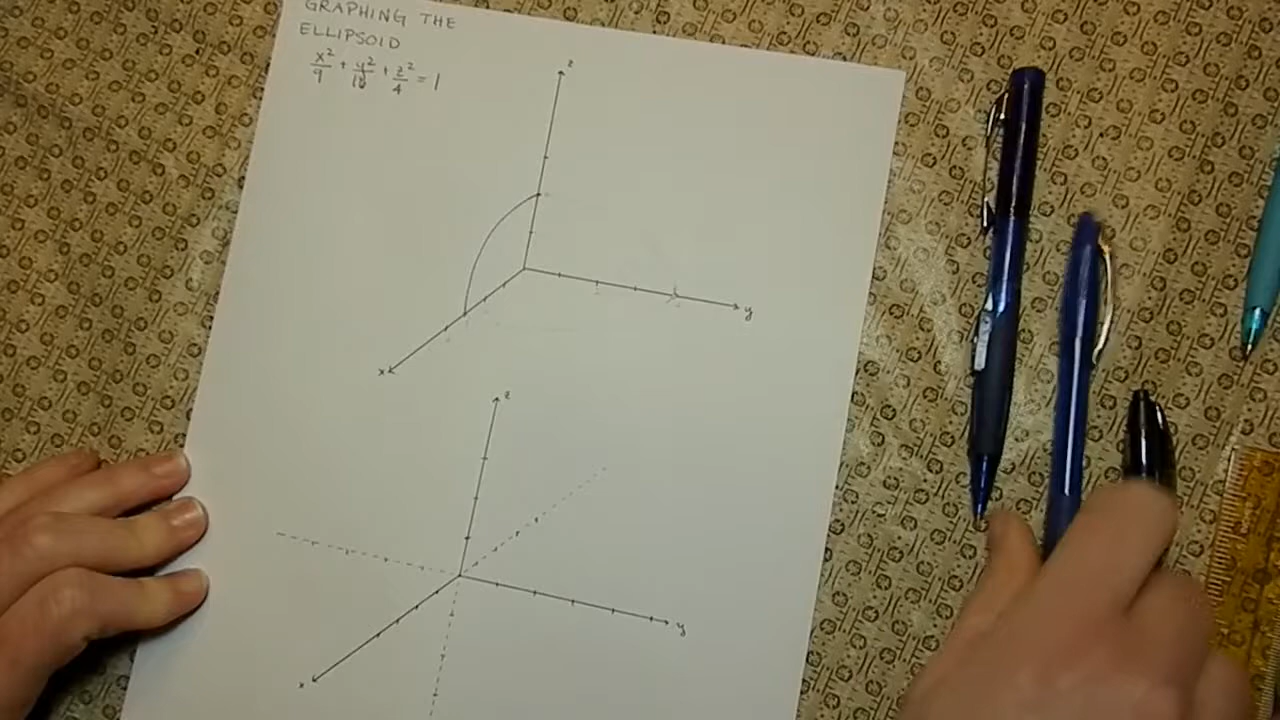 GRAPHING THE
ELLIPSOID
x²/9 + y²/16 + z²/4 = 1
z
y
x
z
y
x